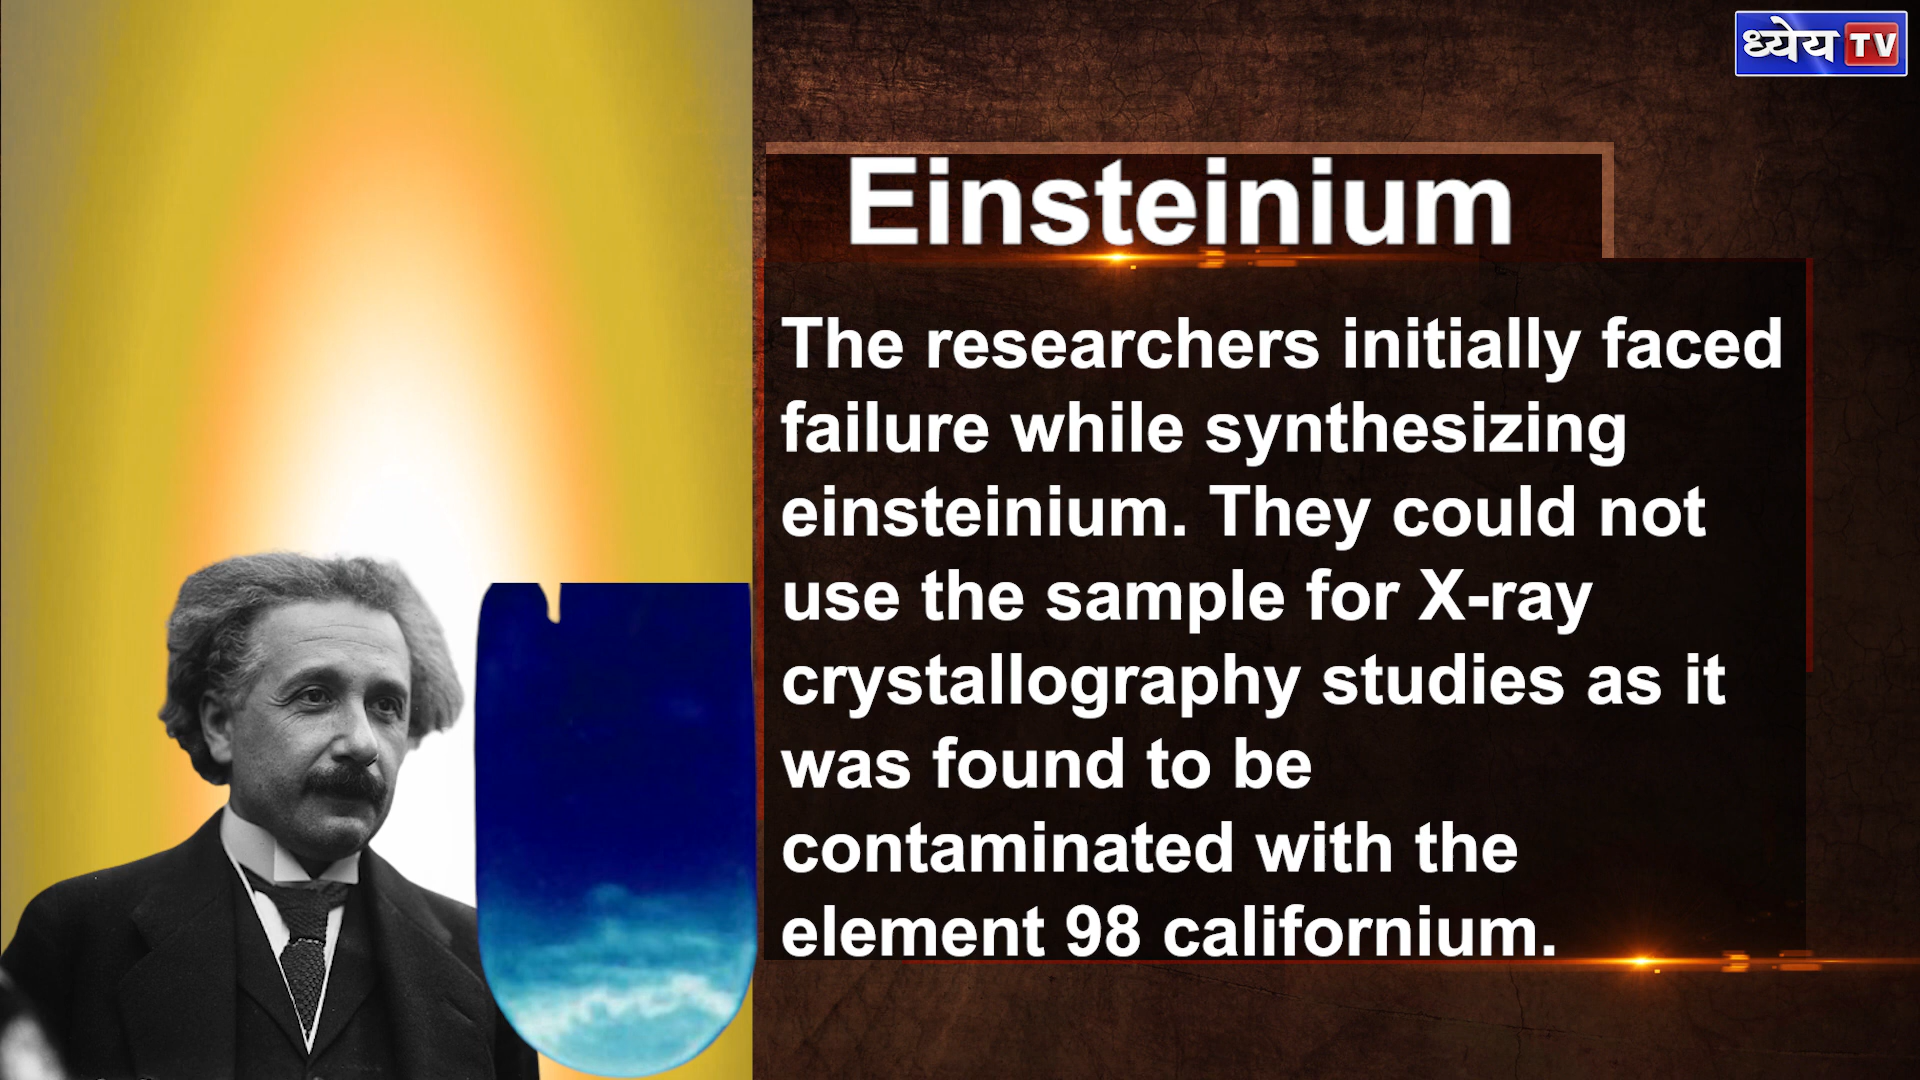 ध्येय TV
Einsteinium
The researchers initially faced
failure while synthesizing
einsteinium. They could not
use the sample for X-ray
crystallography studies as it
was found to be
contaminated with the
element 98 californium.